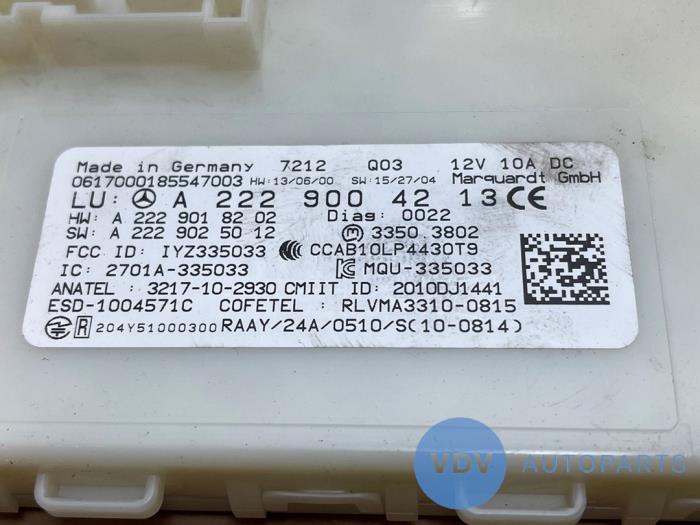 Made in Germany 7212 Q03 12V 10A DC
0617000185547003 HW:13/06/00 SW:15/27/04 Marquardt GmbH
LU: A 222 900 42 13 CE
HW: A 222 901 82 02 Diag: 0022
SW: A 222 902 50 12 M 3350 3802
FCC ID: IYZ335033 CCAB10LP4430T9
IC: 2701A-335033 MQU-335033
ANATEL : 3217-10-2930 CMIIT ID: 2010DJ1441
ESD-1004571C COFETEL : RLVMA3310-0815
R 204Y51000300 RAAY/24A/0510/S(10-0814)
VDV AUTOPARTS